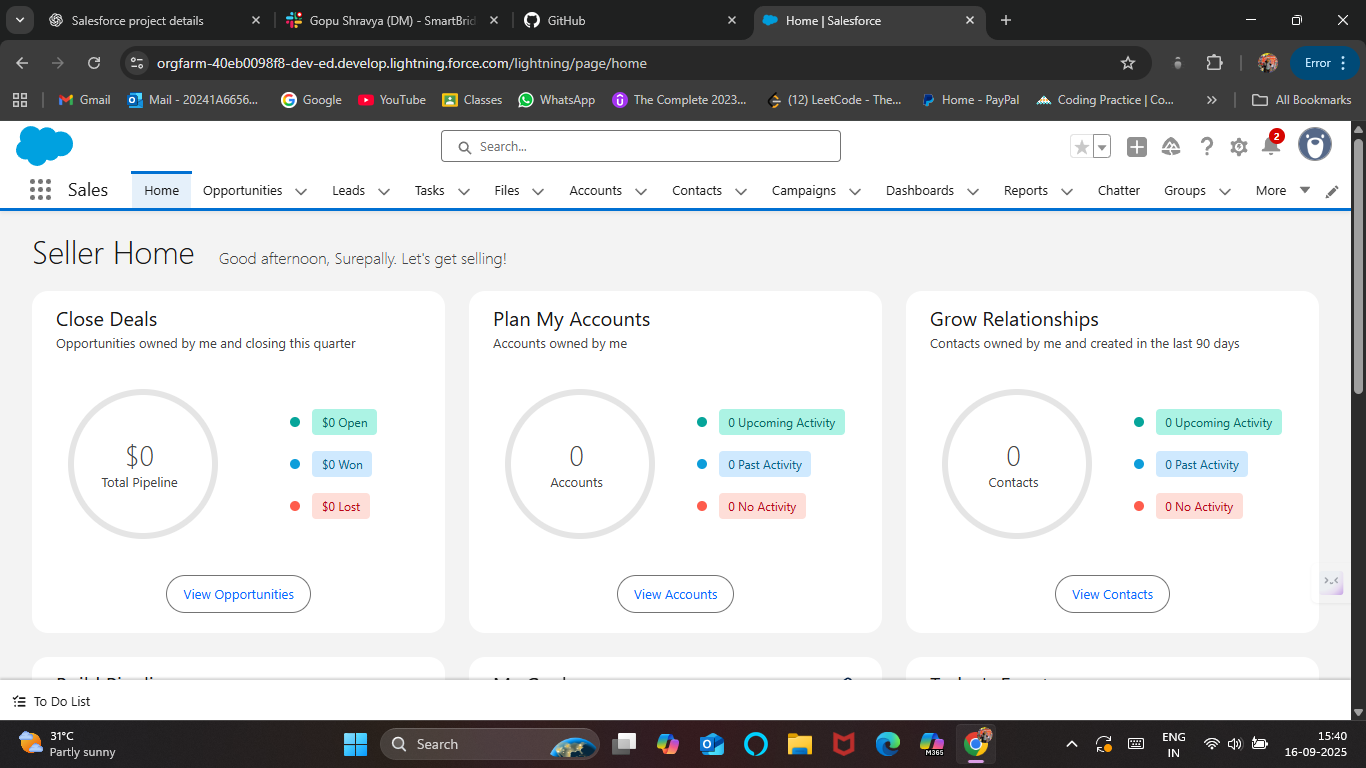 Salesforce project details
Gopu Shravya (DM) - SmartBrid
GitHub
Home | Salesforce
orgfarm-40eb0098f8-dev-ed.develop.lightning.force.com/lightning/page/home
Error
Gmail
Mail - 20241A6656...
Google
YouTube
Classes
WhatsApp
The Complete 2023...
(12) LeetCode - The...
Home - PayPal
Coding Practice | Co...
All Bookmarks
Search...
2
Sales
Home
Opportunities
Leads
Tasks
Files
Accounts
Contacts
Campaigns
Dashboards
Reports
Chatter
Groups
More
Seller Home
Good afternoon, Surepally. Let's get selling!
Close Deals
Opportunities owned by me and closing this quarter
$0
Total Pipeline
$0 Open
$0 Won
$0 Lost
View Opportunities
Plan My Accounts
Accounts owned by me
0
Accounts
0 Upcoming Activity
0 Past Activity
0 No Activity
View Accounts
Grow Relationships
Contacts owned by me and created in the last 90 days
0
Contacts
0 Upcoming Activity
0 Past Activity
0 No Activity
View Contacts
To Do List
31°C
Partly sunny
Search
M365
ENG
IN
15:40
16-09-2025